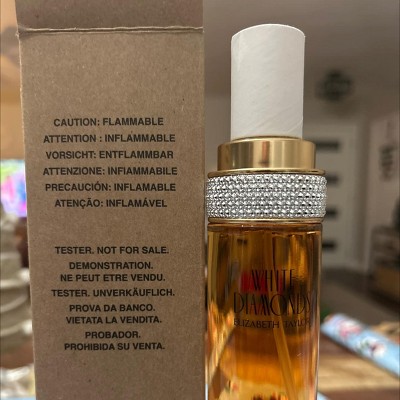 CAUTION: FLAMMABLE
ATTENTION : INFLAMMABLE
VORSICHT: ENTFLAMMBAR
ATTENZIONE: INFIAMMABILE
PRECAUCIÓN: INFLAMABLE
ATENÇÃO: INFLAMÁVEL
TESTER. NOT FOR SALE.
DEMONSTRATION.
NE PEUT ETRE VENDU.
TESTER. UNVERKÄUFLICH.
PROVA DA BANCO.
VIETATA LA VENDITA.
PROBADOR.
PROHIBIDA SU VENTA.
WHITE
DIAMONDS
ELIZABETH TAYLOR